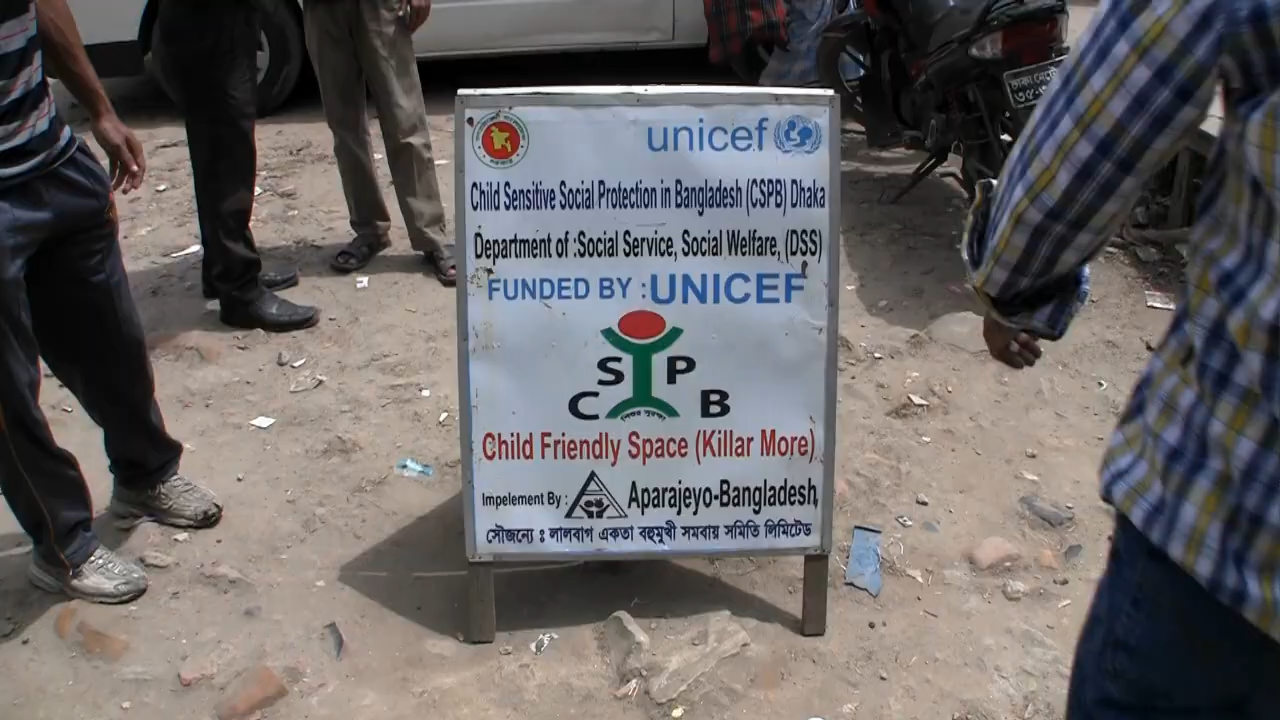 unicef
Child Sensitive Social Protection in Bangladesh (CSPB) Dhaka
Department of :Social Service, Social Welfare, (DSS)
FUNDED BY : UNICEF
S P
C B
শিশুর সুরক্ষা
Child Friendly Space (Killar More)
Impelement By : Aparajeyo-Bangladesh,
সৌজন্যে ঃ লালবাগ একতা বহুমুখী সমবায় সমিতি লিমিটেড